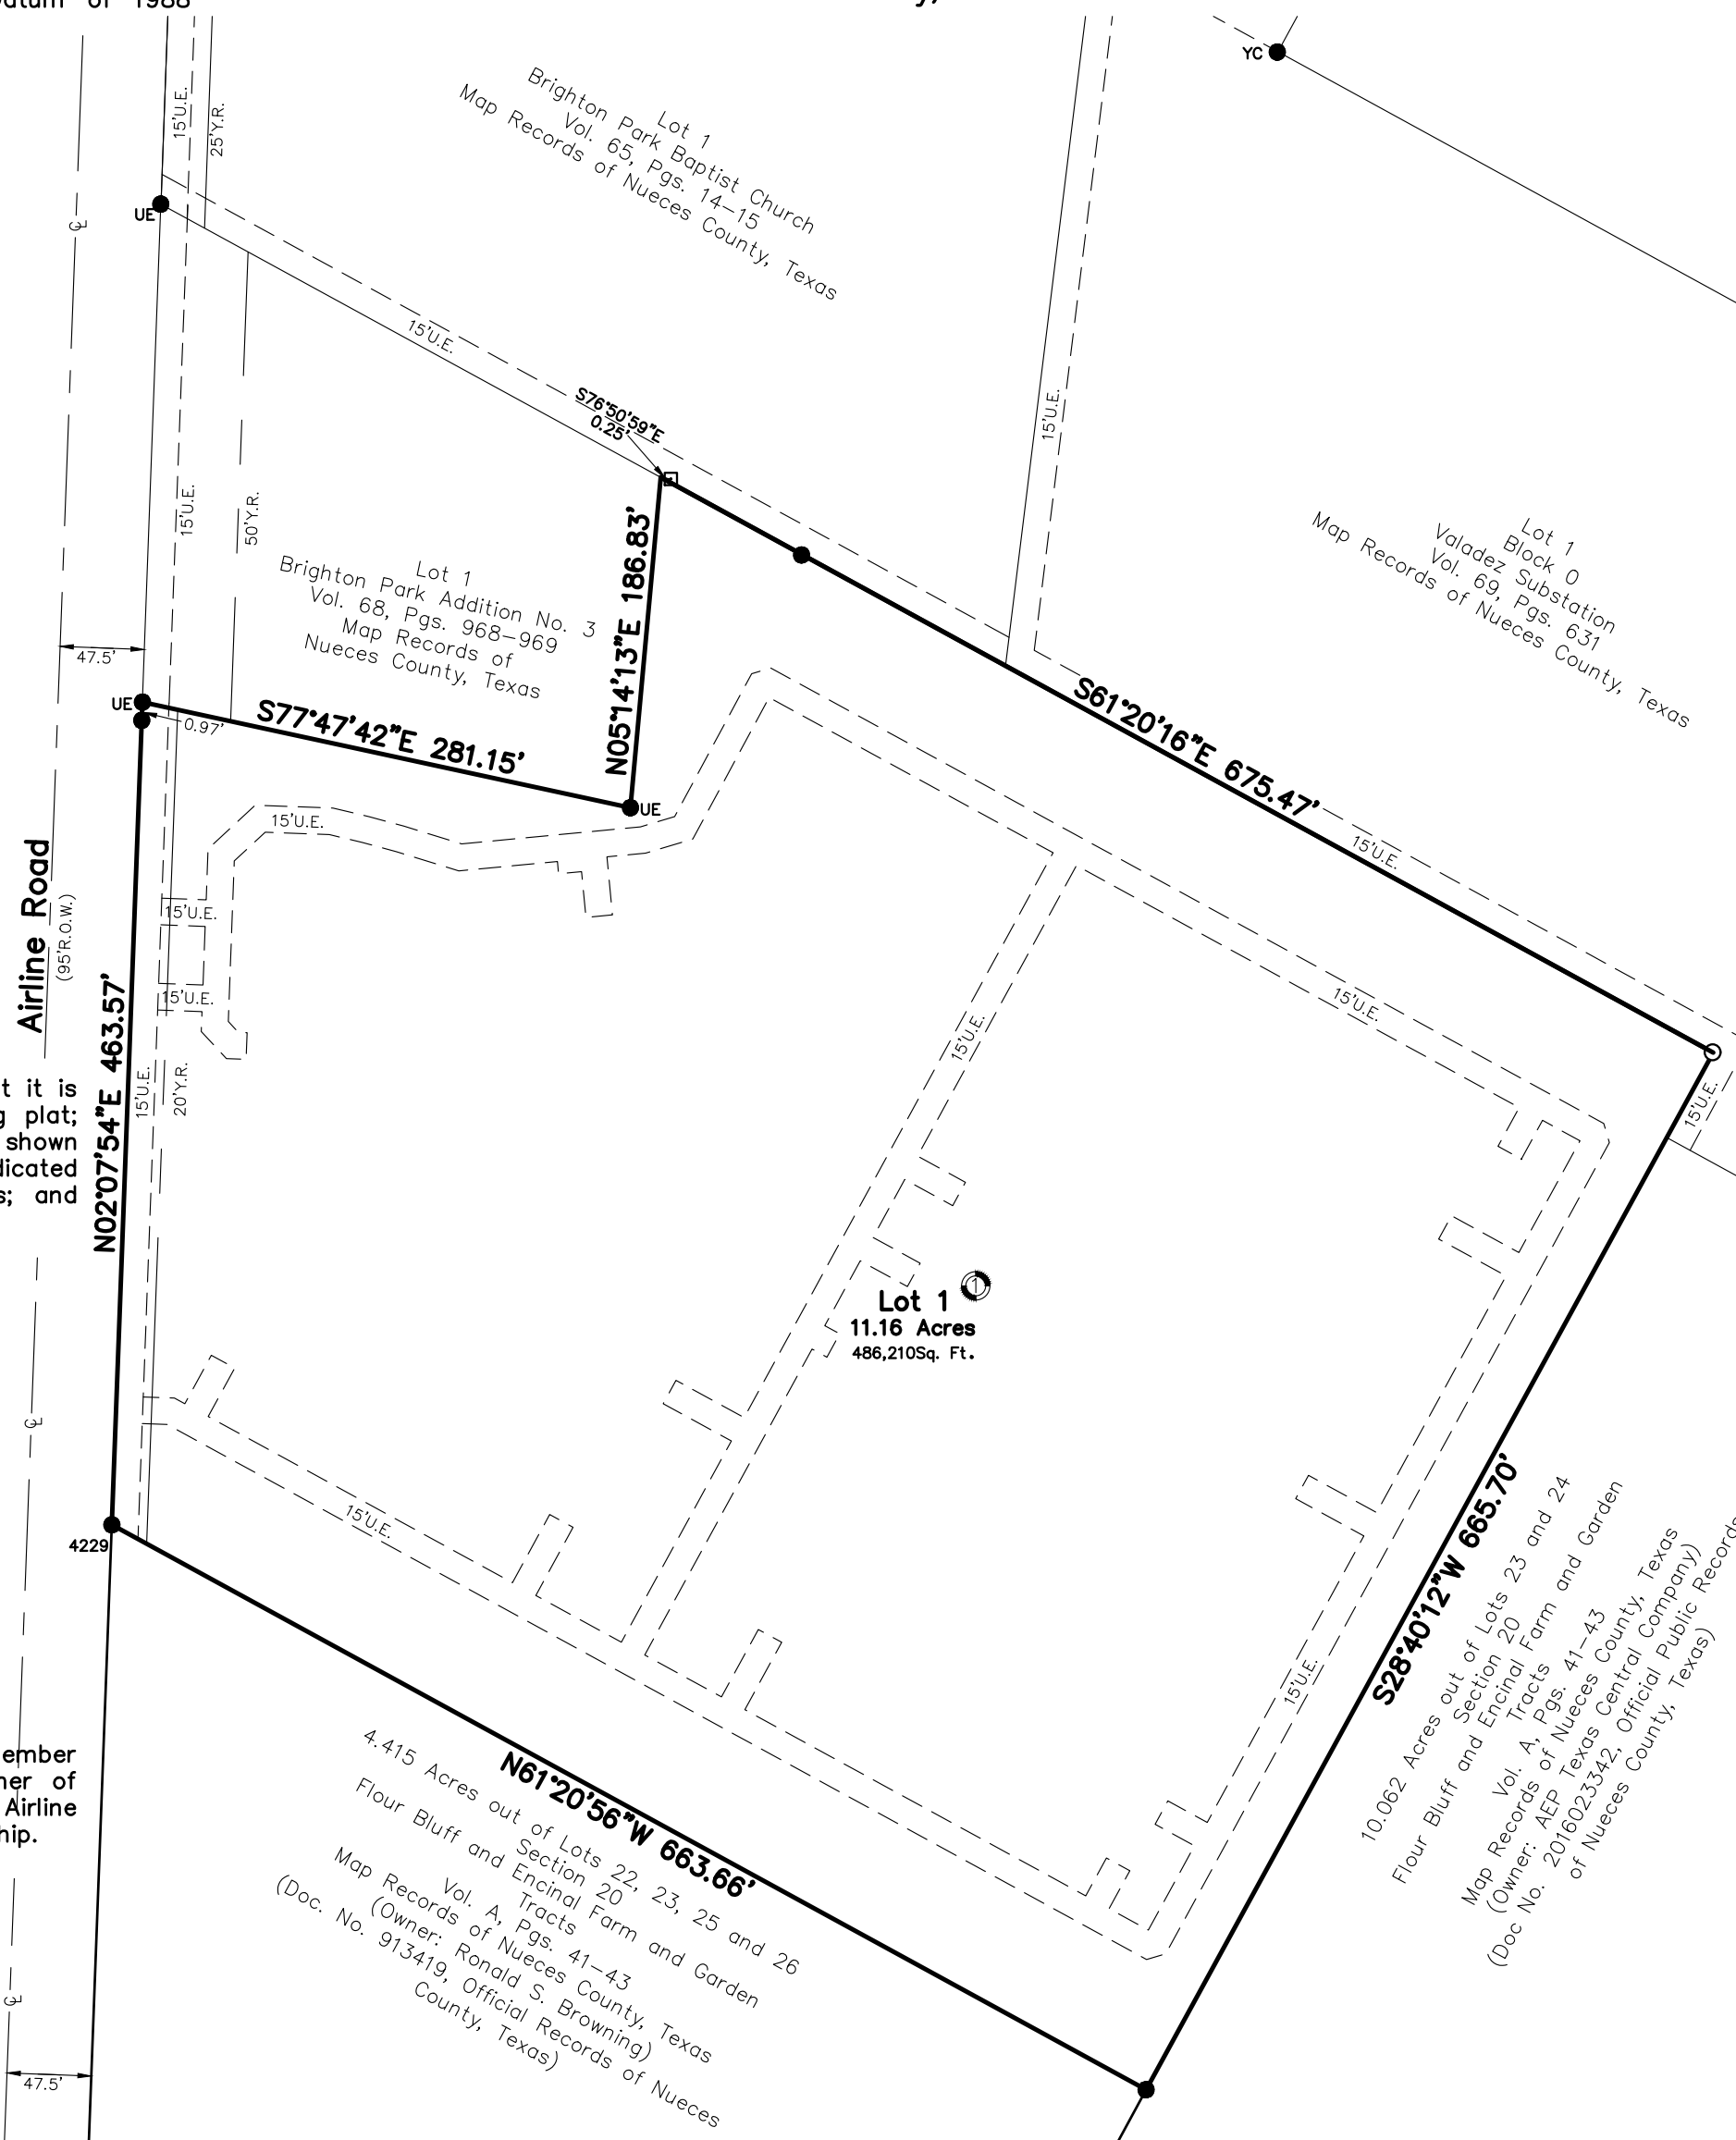 Datum of 1988
YC
15'U.E.
25'Y.R.
Lot 1
Brighton Park Baptist Church
Vol. 65, Pgs. 14–15
Map Records of Nueces County, Texas
UE
℄
15'U.E.
S76°50'59"E
0.25'
15'U.E.
15'U.E.
50'Y.R.
Lot 1
Brighton Park Addition No. 3
Vol. 68, Pgs. 968–969
Map Records of
Nueces County, Texas
N05°14'13"E 186.83'
Lot 1
Block 0
Valadez Substation
Vol. 69, Pgs. 631
Map Records of Nueces County, Texas
47.5'
UE
0.97'
S77°47'42"E 281.15'
UE
S61°20'16"E 675.47'
15'U.E.
15'U.E.
Airline Road
(95'R.O.W.)
15'U.E.
15'U.E.
15'U.E.
15'U.E.
N02°07'54"E 463.57'
15'U.E.
20'Y.R.
15'U.E.
t it is
g plat;
shown
dicated
s; and
Lot 1
1
11.16 Acres
486,210Sq. Ft.
℄
4229
15'U.E.
S28°40'12"W 665.70'
15'U.E.
10.062 Acres out of Lots 23 and 24
Section 20
Flour Bluff and Encinal Farm and Garden
Tracts
Vol. A, Pgs. 41–43
Map Records of Nueces County, Texas
(Owner: AEP Texas Central Company)
(Doc No. 2016023342, Official Public Records
of Nueces County, Texas)
ember
ner of
Airline
hip.
N61°20'56"W 663.66'
4.415 Acres out of Lots 22, 23, 25 and 26
Section 20
Flour Bluff and Encinal Farm and Garden
Tracts
Vol. A, Pgs. 41–43
Map Records of Nueces County, Texas
(Owner: Ronald S. Browning)
(Doc. No. 913419, Official Records of Nueces
County, Texas)
℄
47.5'